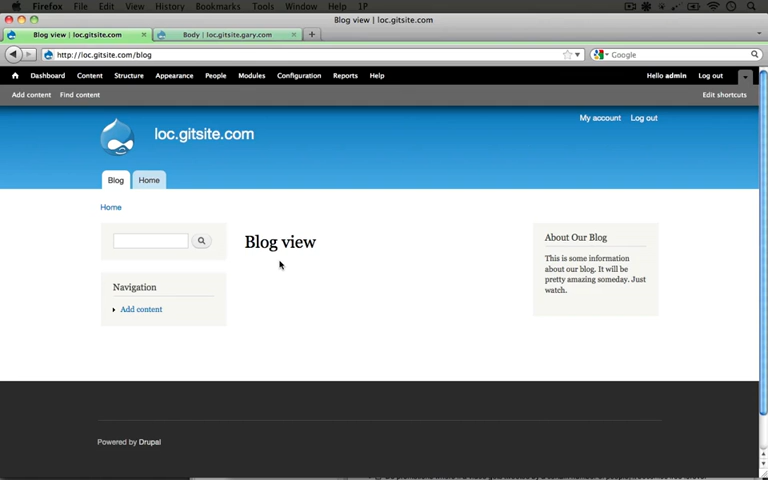 Firefox File Edit View History Bookmarks Tools Window Help 1P
Blog view | loc.gitsite.com
Blog view | loc.gitsite.com Body | loc.gitsite.gary.com
http://loc.gitsite.com/blog Google
Dashboard Content Structure Appearance People Modules Configuration Reports Help Hello admin Log out
Add content Find content Edit shortcuts
My account Log out
loc.gitsite.com
Blog Home
Home
Blog view
About Our Blog
This is some information
about our blog. It will be
pretty amazing someday. Just
watch.
Navigation
Add content
Powered by Drupal